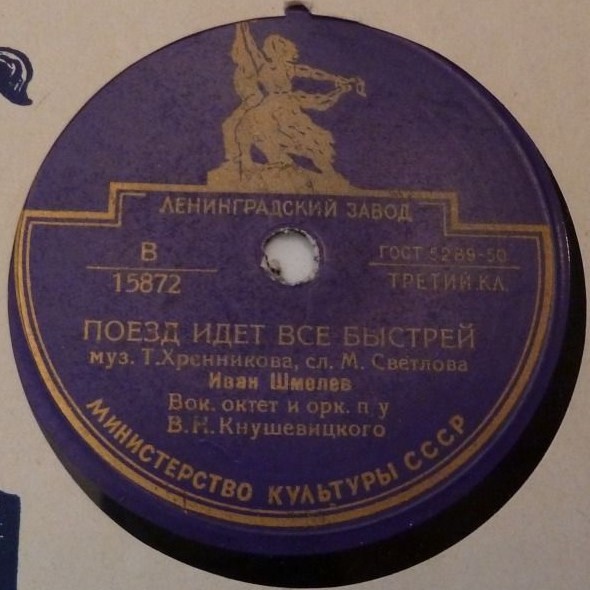 ЛЕНИНГРАДСКИЙ ЗАВОД
В
15872
ГОСТ 5289-50
ТРЕТИЙ КЛ.
ПОЕЗД ИДЕТ ВСЕ БЫСТРЕЙ
муз. Т. Хренникова, сл. М. Светлова
Иван Шмелев
Вок. октет и орк. п/у
В. Н. Кнушевицкого
МИНИСТЕРСТВО КУЛЬТУРЫ СССР